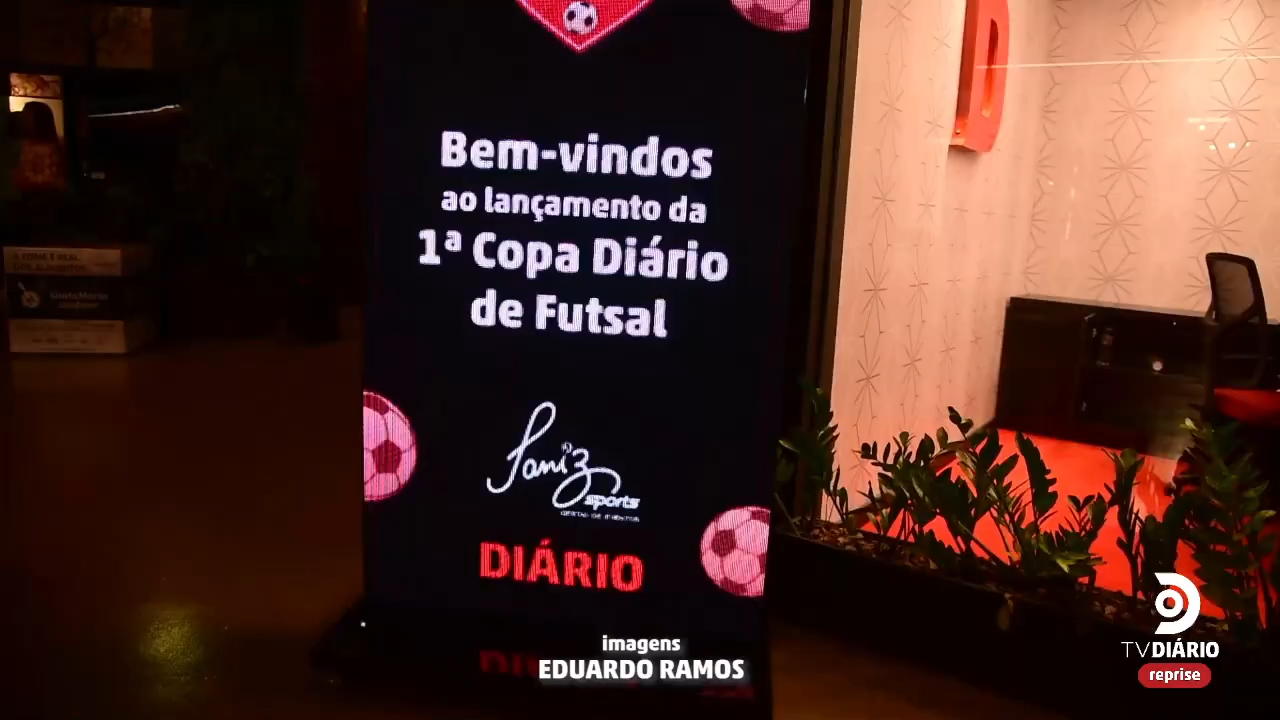 Bem-vindos
ao lançamento da
1ª Copa Diário
de Futsal
Saniz
sports
DIÁRIO
D
imagens
EDUARDO RAMOS
TV DIÁRIO
reprise